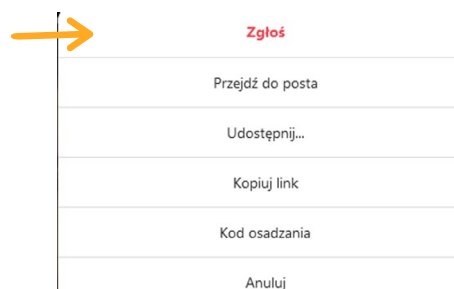 Zgłoś
Przejdź do posta
Udostępnij...
Kopiuj link
Kod osadzania
Anuluj